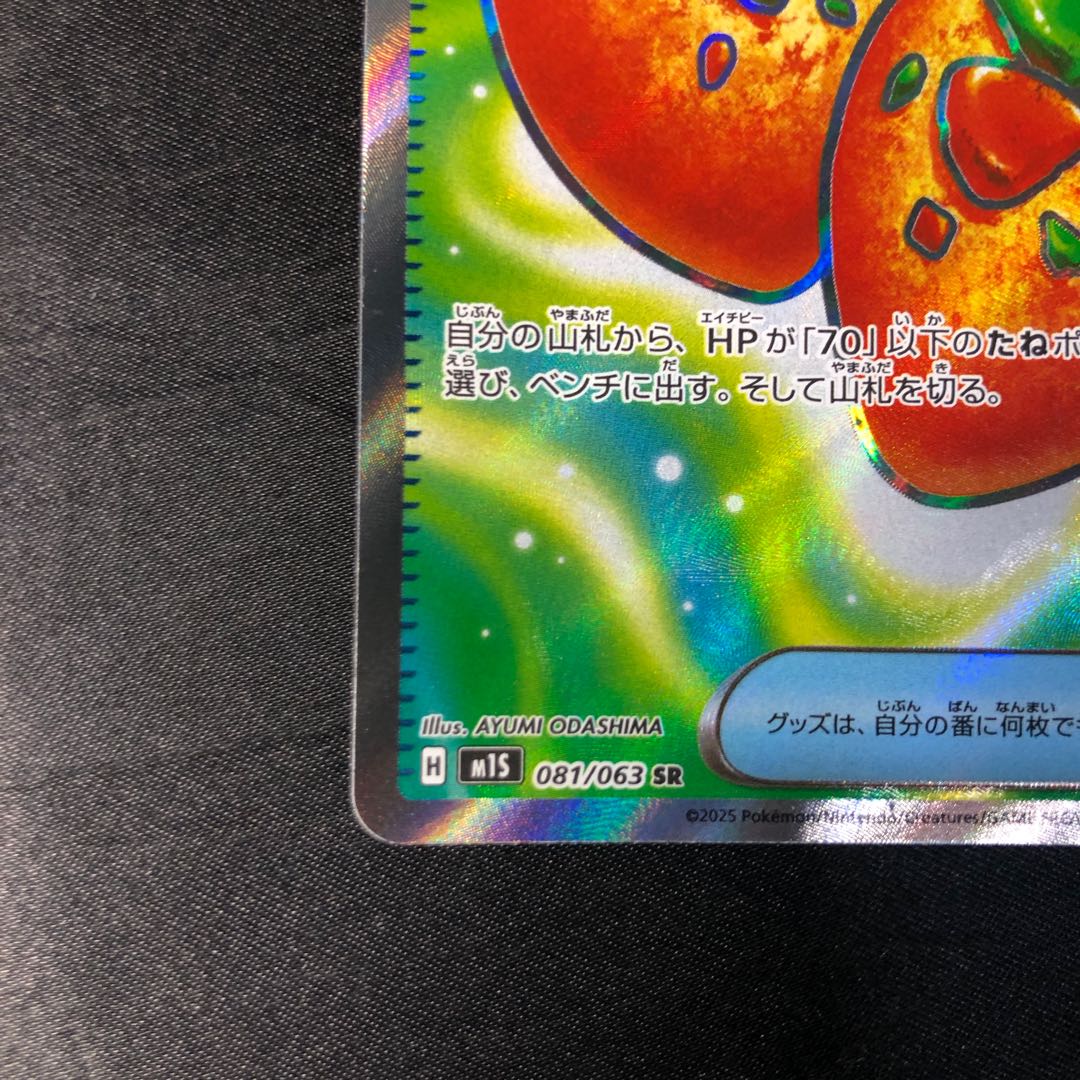 自分の山札から、HPが「70」以下のたねポ
選び、ベンチに出す。そして山札を切る。
Illus. AYUMI ODASHIMA
グッズは、自分の番に何枚で
H M1S 081/063 SR
©2025 Pokémon/Nintendo/Creatures/GAME FREA